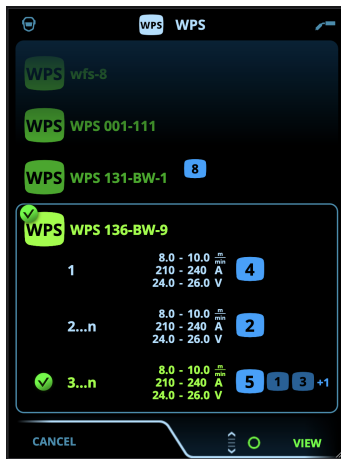 WPS WPS
WPS wfs-8
WPS WPS 001-111
WPS WPS 131-BW-1 8
WPS WPS 136-BW-9
1 8.0 - 10.0 m/min 4
210 - 240 A
24.0 - 26.0 V
2...n 8.0 - 10.0 m/min 2
210 - 240 A
24.0 - 26.0 V
3...n 8.0 - 10.0 m/min 5 1 3 +1
210 - 240 A
24.0 - 26.0 V
CANCEL VIEW